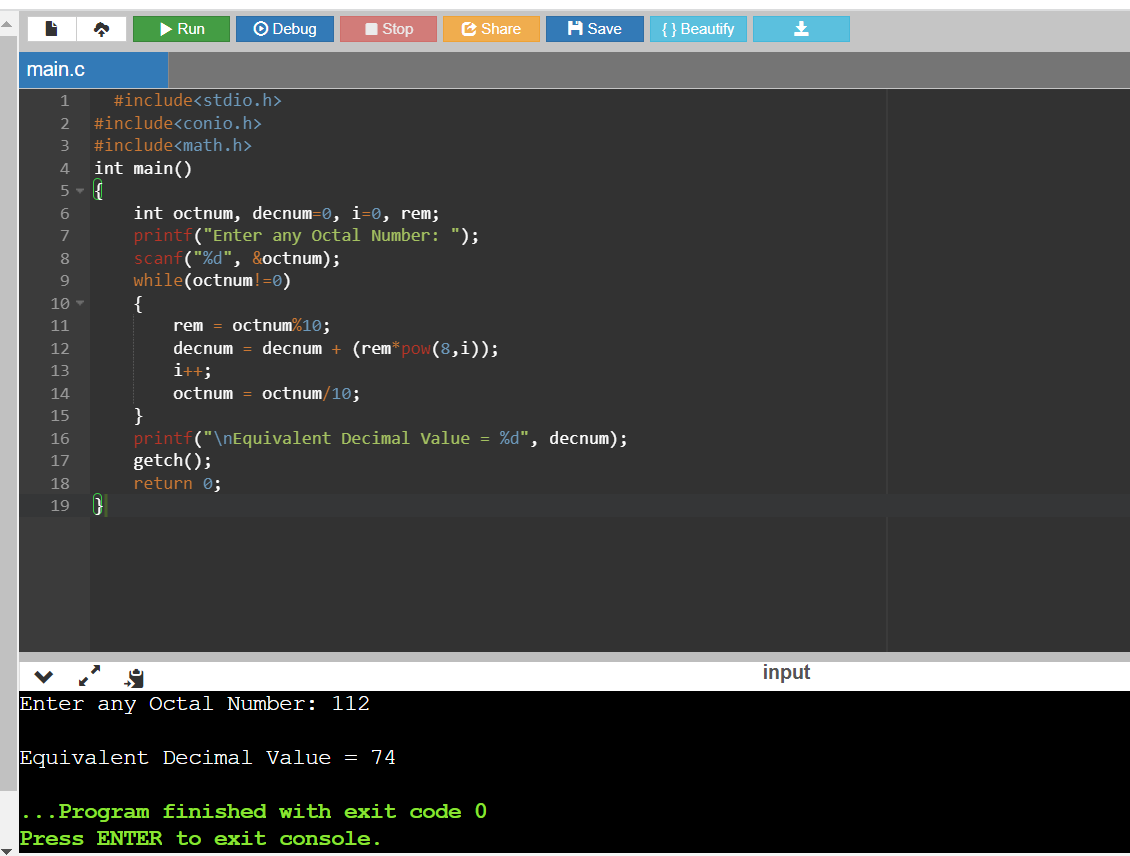 Run Debug Stop Share Save { } Beautify
main.c
1 #include<stdio.h>
2 #include<conio.h>
3 #include<math.h>
4 int main()
5 {
6     int octnum, decnum=0, i=0, rem;
7     printf("Enter any Octal Number: ");
8     scanf("%d", &octnum);
9     while(octnum!=0)
10     {
11         rem = octnum%10;
12         decnum = decnum + (rem*pow(8,i));
13         i++;
14         octnum = octnum/10;
15     }
16     printf("\nEquivalent Decimal Value = %d", decnum);
17     getch();
18     return 0;
19 }
input
Enter any Octal Number: 112
Equivalent Decimal Value = 74
...Program finished with exit code 0
Press ENTER to exit console.